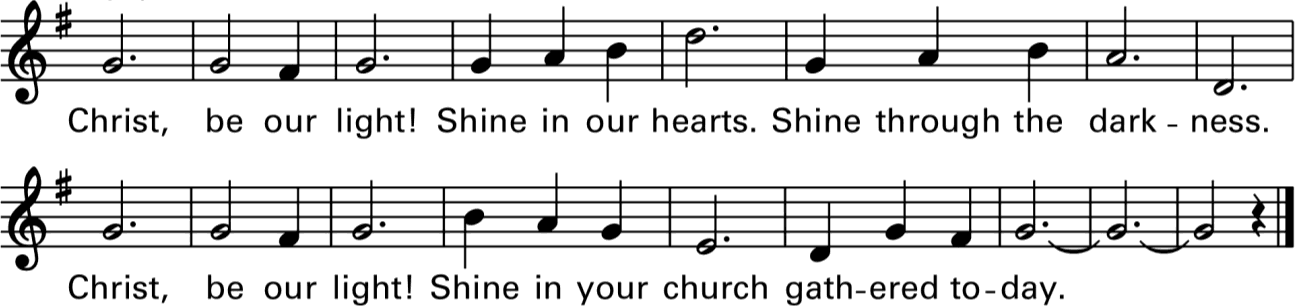 Christ, be our light! Shine in our hearts. Shine through the dark - ness.
Christ, be our light! Shine in your church gath-ered to-day.